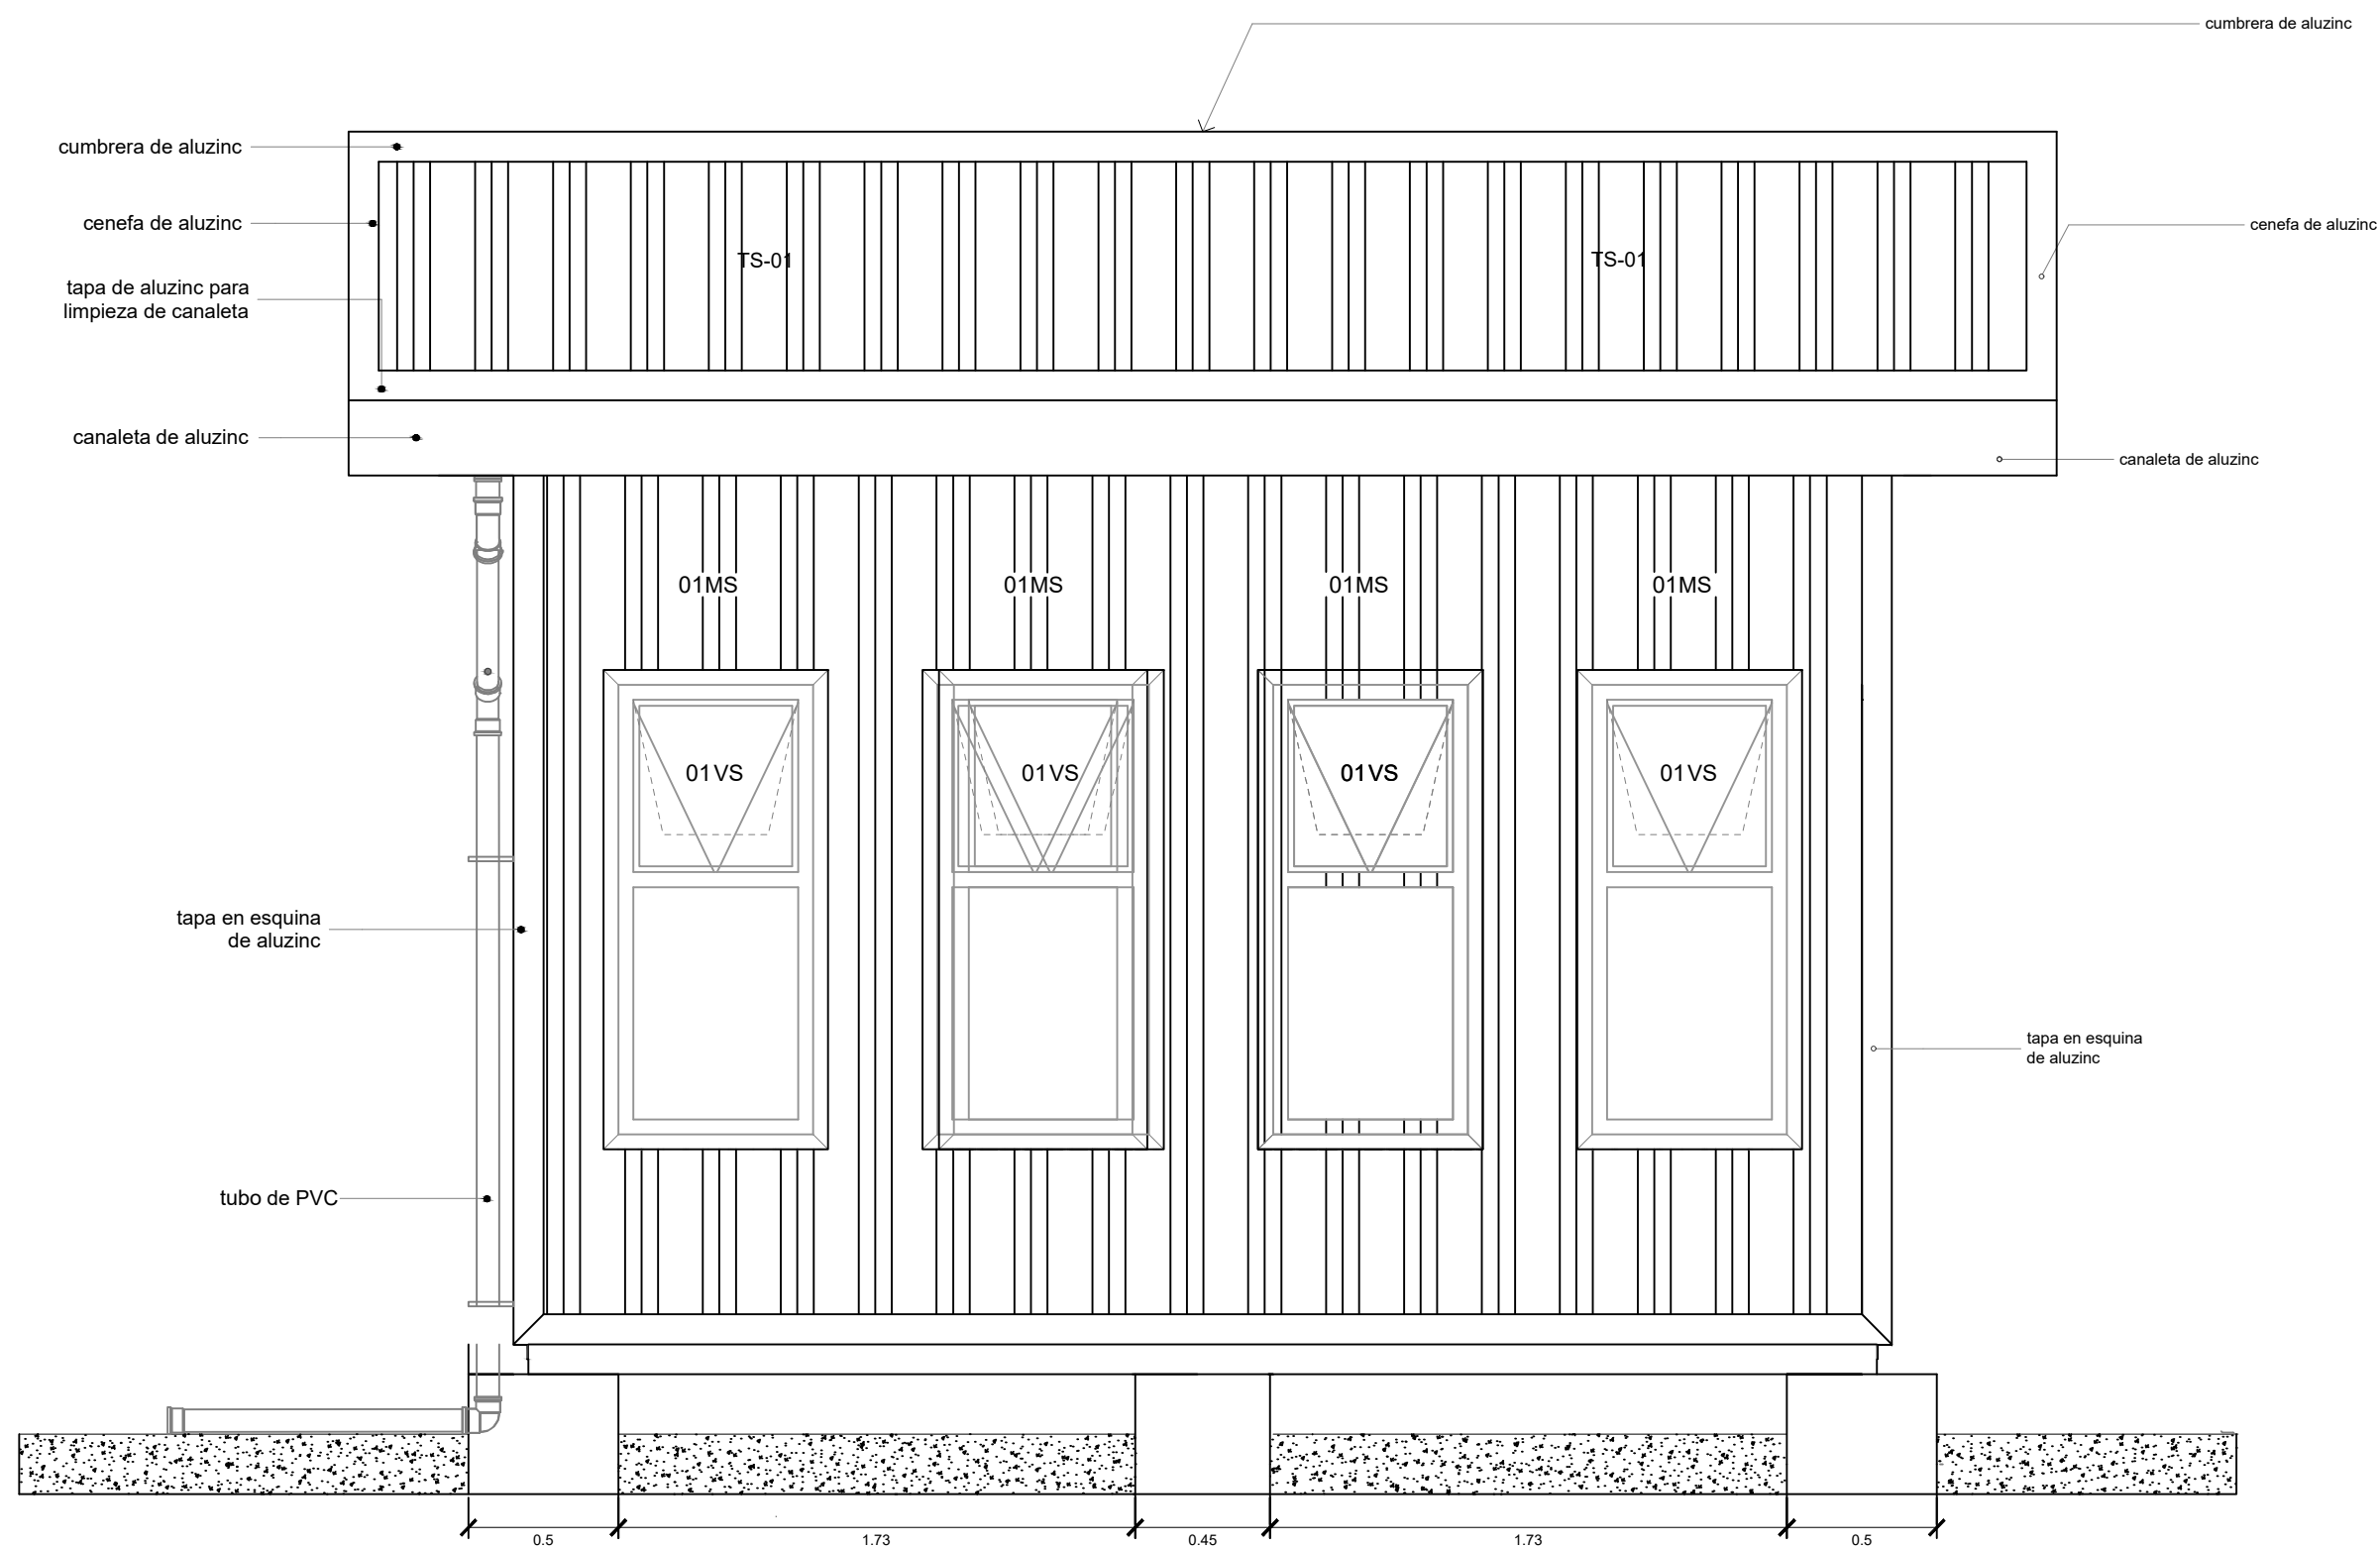 cumbrera de aluzinc
cumbrera de aluzinc
cenefa de aluzinc
cenefa de aluzinc
TS-01
TS-01
tapa de aluzinc para
limpieza de canaleta
canaleta de aluzinc
canaleta de aluzinc
01MS
01MS
01MS
01MS
01VS
01VS
01VS
01VS
tapa en esquina
de aluzinc
tapa en esquina
de aluzinc
tubo de PVC
0.5
1.73
0.45
1.73
0.5